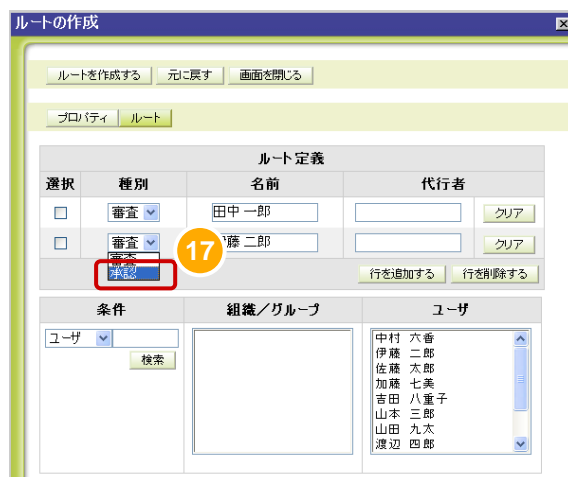 ルートの作成
ルートを作成する 元に戻す 画面を閉じる
プロパティ ルート
ルート定義
選択 種別 名前 代行者
審査 田中 一郎 クリア
審査 藤 二郎 クリア
審査
承認
17
行を追加する 行を削除する
条件 組織／グループ ユーザ
ユーザ
検索
中村 六香
伊藤 二郎
佐藤 太郎
加藤 七美
吉田 八重子
山本 三郎
山田 九太
渡辺 四郎